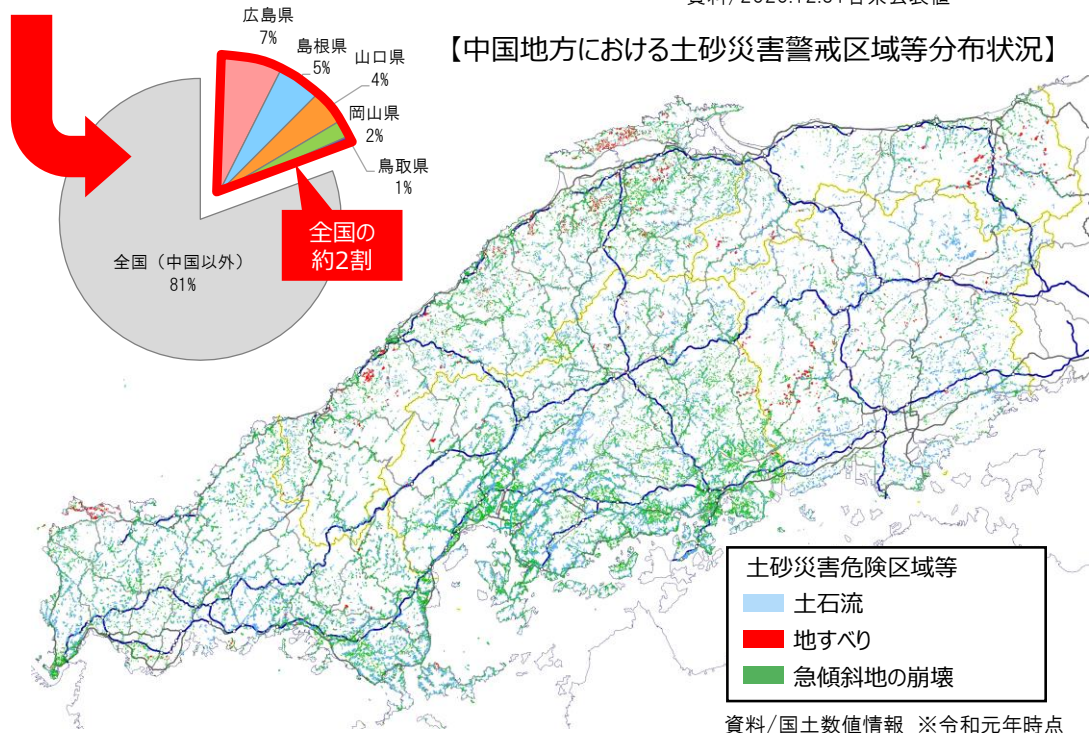 広島県
7%
島根県
5%
山口県
4%
岡山県
2%
鳥取県
1%
全国の
約2割
全国（中国以外）
81%
【中国地方における土砂災害警戒区域等分布状況】
土砂災害危険区域等
土石流
地すべり
急傾斜地の崩壊
資料/国土数値情報 ※令和元年時点